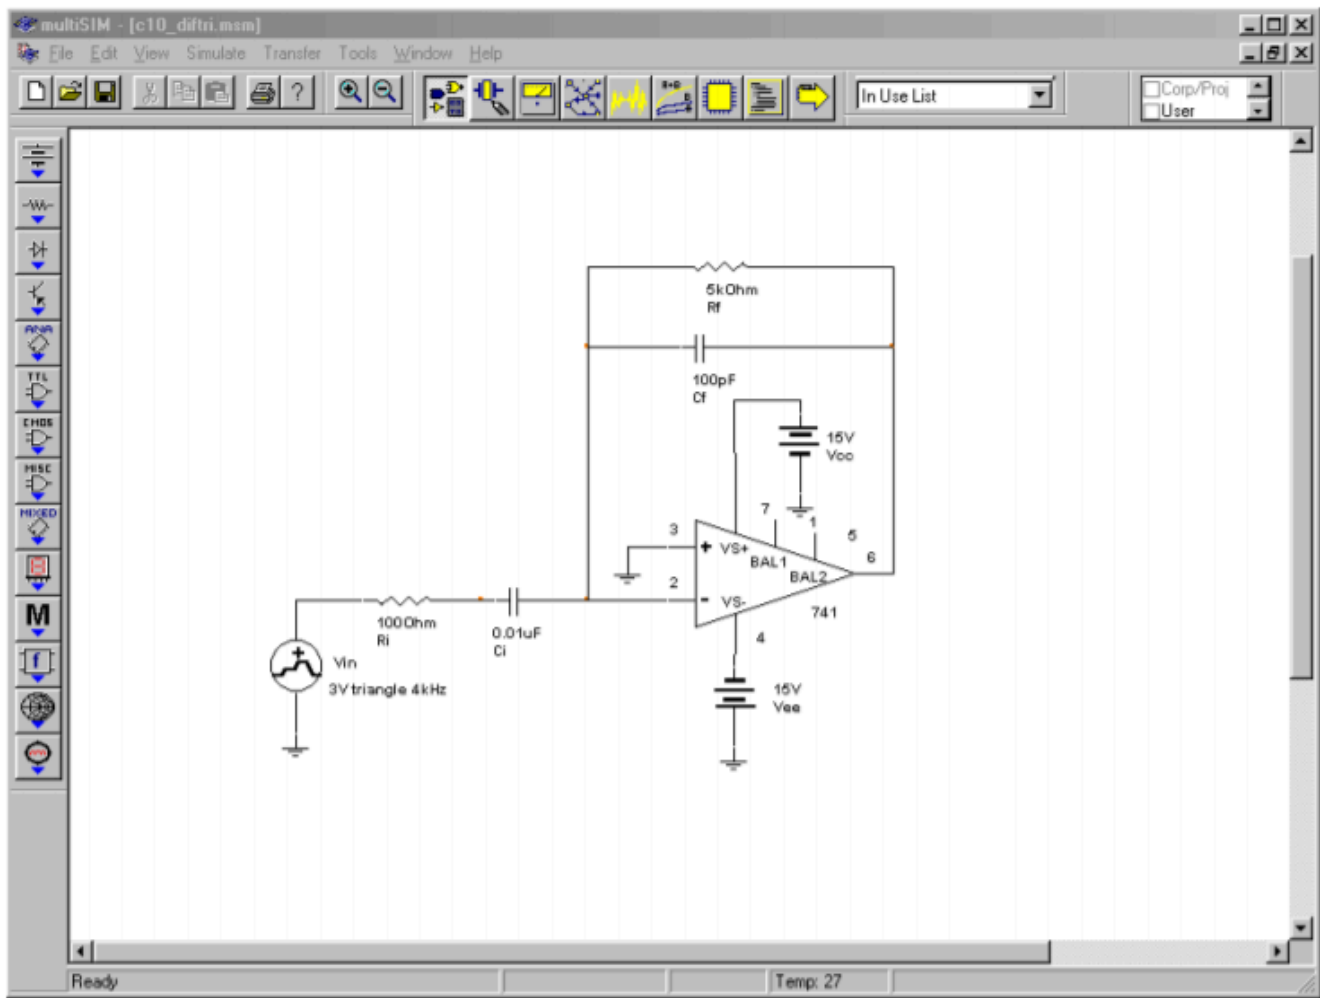 multiSIM - [c10_diftri.msm]
File Edit View Simulate Transfer Tools Window Help
In Use List
Corp/Proj
User
ANA
TTL
CMOS
MISC
MIXED
M
f
5kOhm
Rf
100pF
Cf
15V
Vcc
7
1
5
6
3
+ VS+
BAL1
BAL2
2
- VS-
741
4
100Ohm
Ri
0.01uF
Ci
+
Vin
3V triangle 4kHz
15V
Vee
Ready
Temp: 27